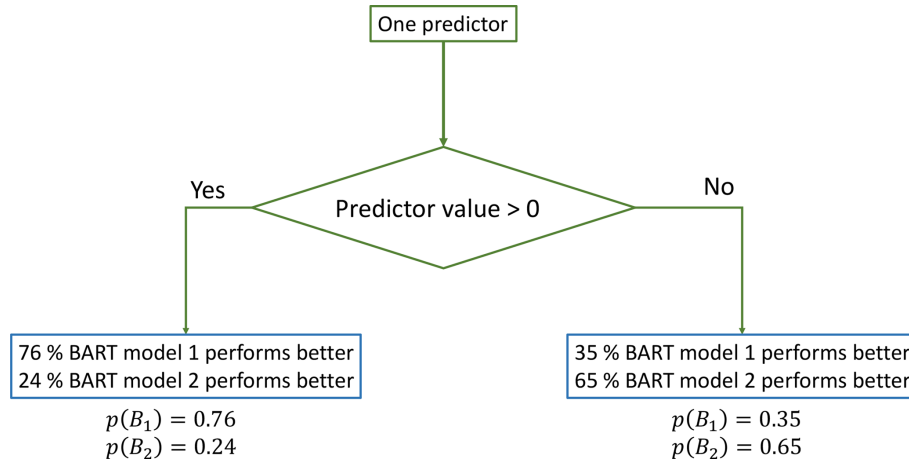 One predictor
Yes
No
Predictor value > 0
76 % BART model 1 performs better
24 % BART model 2 performs better
p(B₁) = 0.76
p(B₂) = 0.24
35 % BART model 1 performs better
65 % BART model 2 performs better
p(B₁) = 0.35
p(B₂) = 0.65